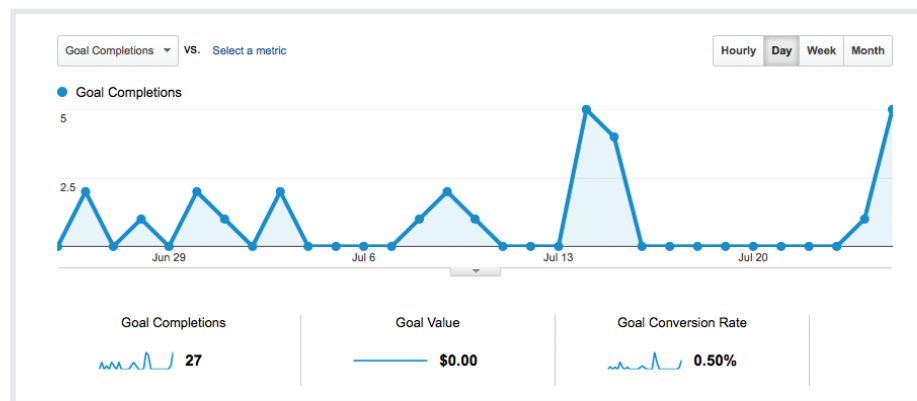 Goal Completions VS. Select a metric Hourly Day Week Month
Goal Completions
5
2.5
Jun 29 Jul 6 Jul 13 Jul 20
Goal Completions Goal Value Goal Conversion Rate
27 $0.00 0.50%